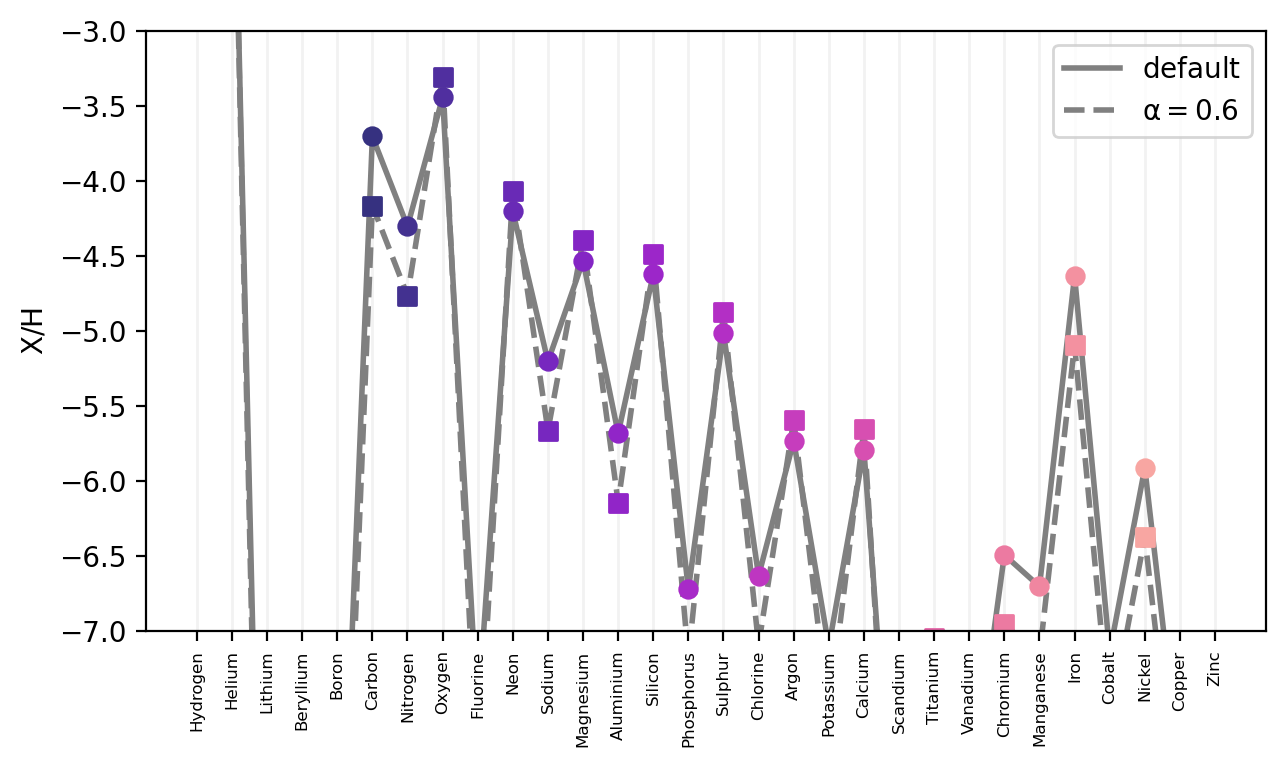 −3.0
−3.5
−4.0
−4.5
−5.0
−5.5
−6.0
−6.5
−7.0
X/H
default
α = 0.6
Hydrogen
Helium
Lithium
Beryllium
Boron
Carbon
Nitrogen
Oxygen
Fluorine
Neon
Sodium
Magnesium
Aluminium
Silicon
Phosphorus
Sulphur
Chlorine
Argon
Potassium
Calcium
Scandium
Titanium
Vanadium
Chromium
Manganese
Iron
Cobalt
Nickel
Copper
Zinc